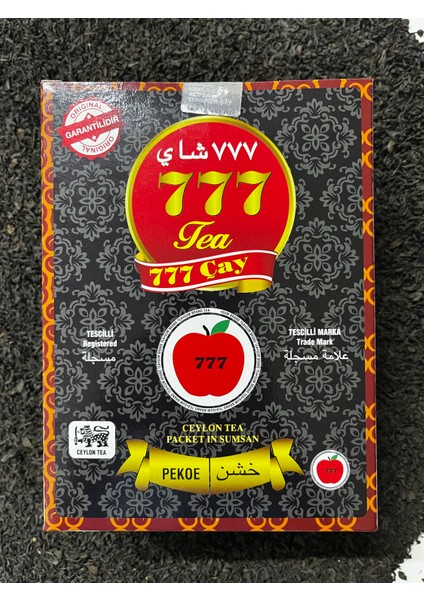 ORIGINAL
GARANTİLİDİR
ORIGINAL
٧٧٧ شاي
777
Tea
777 Çay
TESCİLLİ
Registered
مسجلة
TESCİLLİ MARKA
Trade Mark
علامة مسجلة
777
CEYLON TEA
PACKET IN SUMSAN
CEYLON TEA
PEKOE
خشن
777